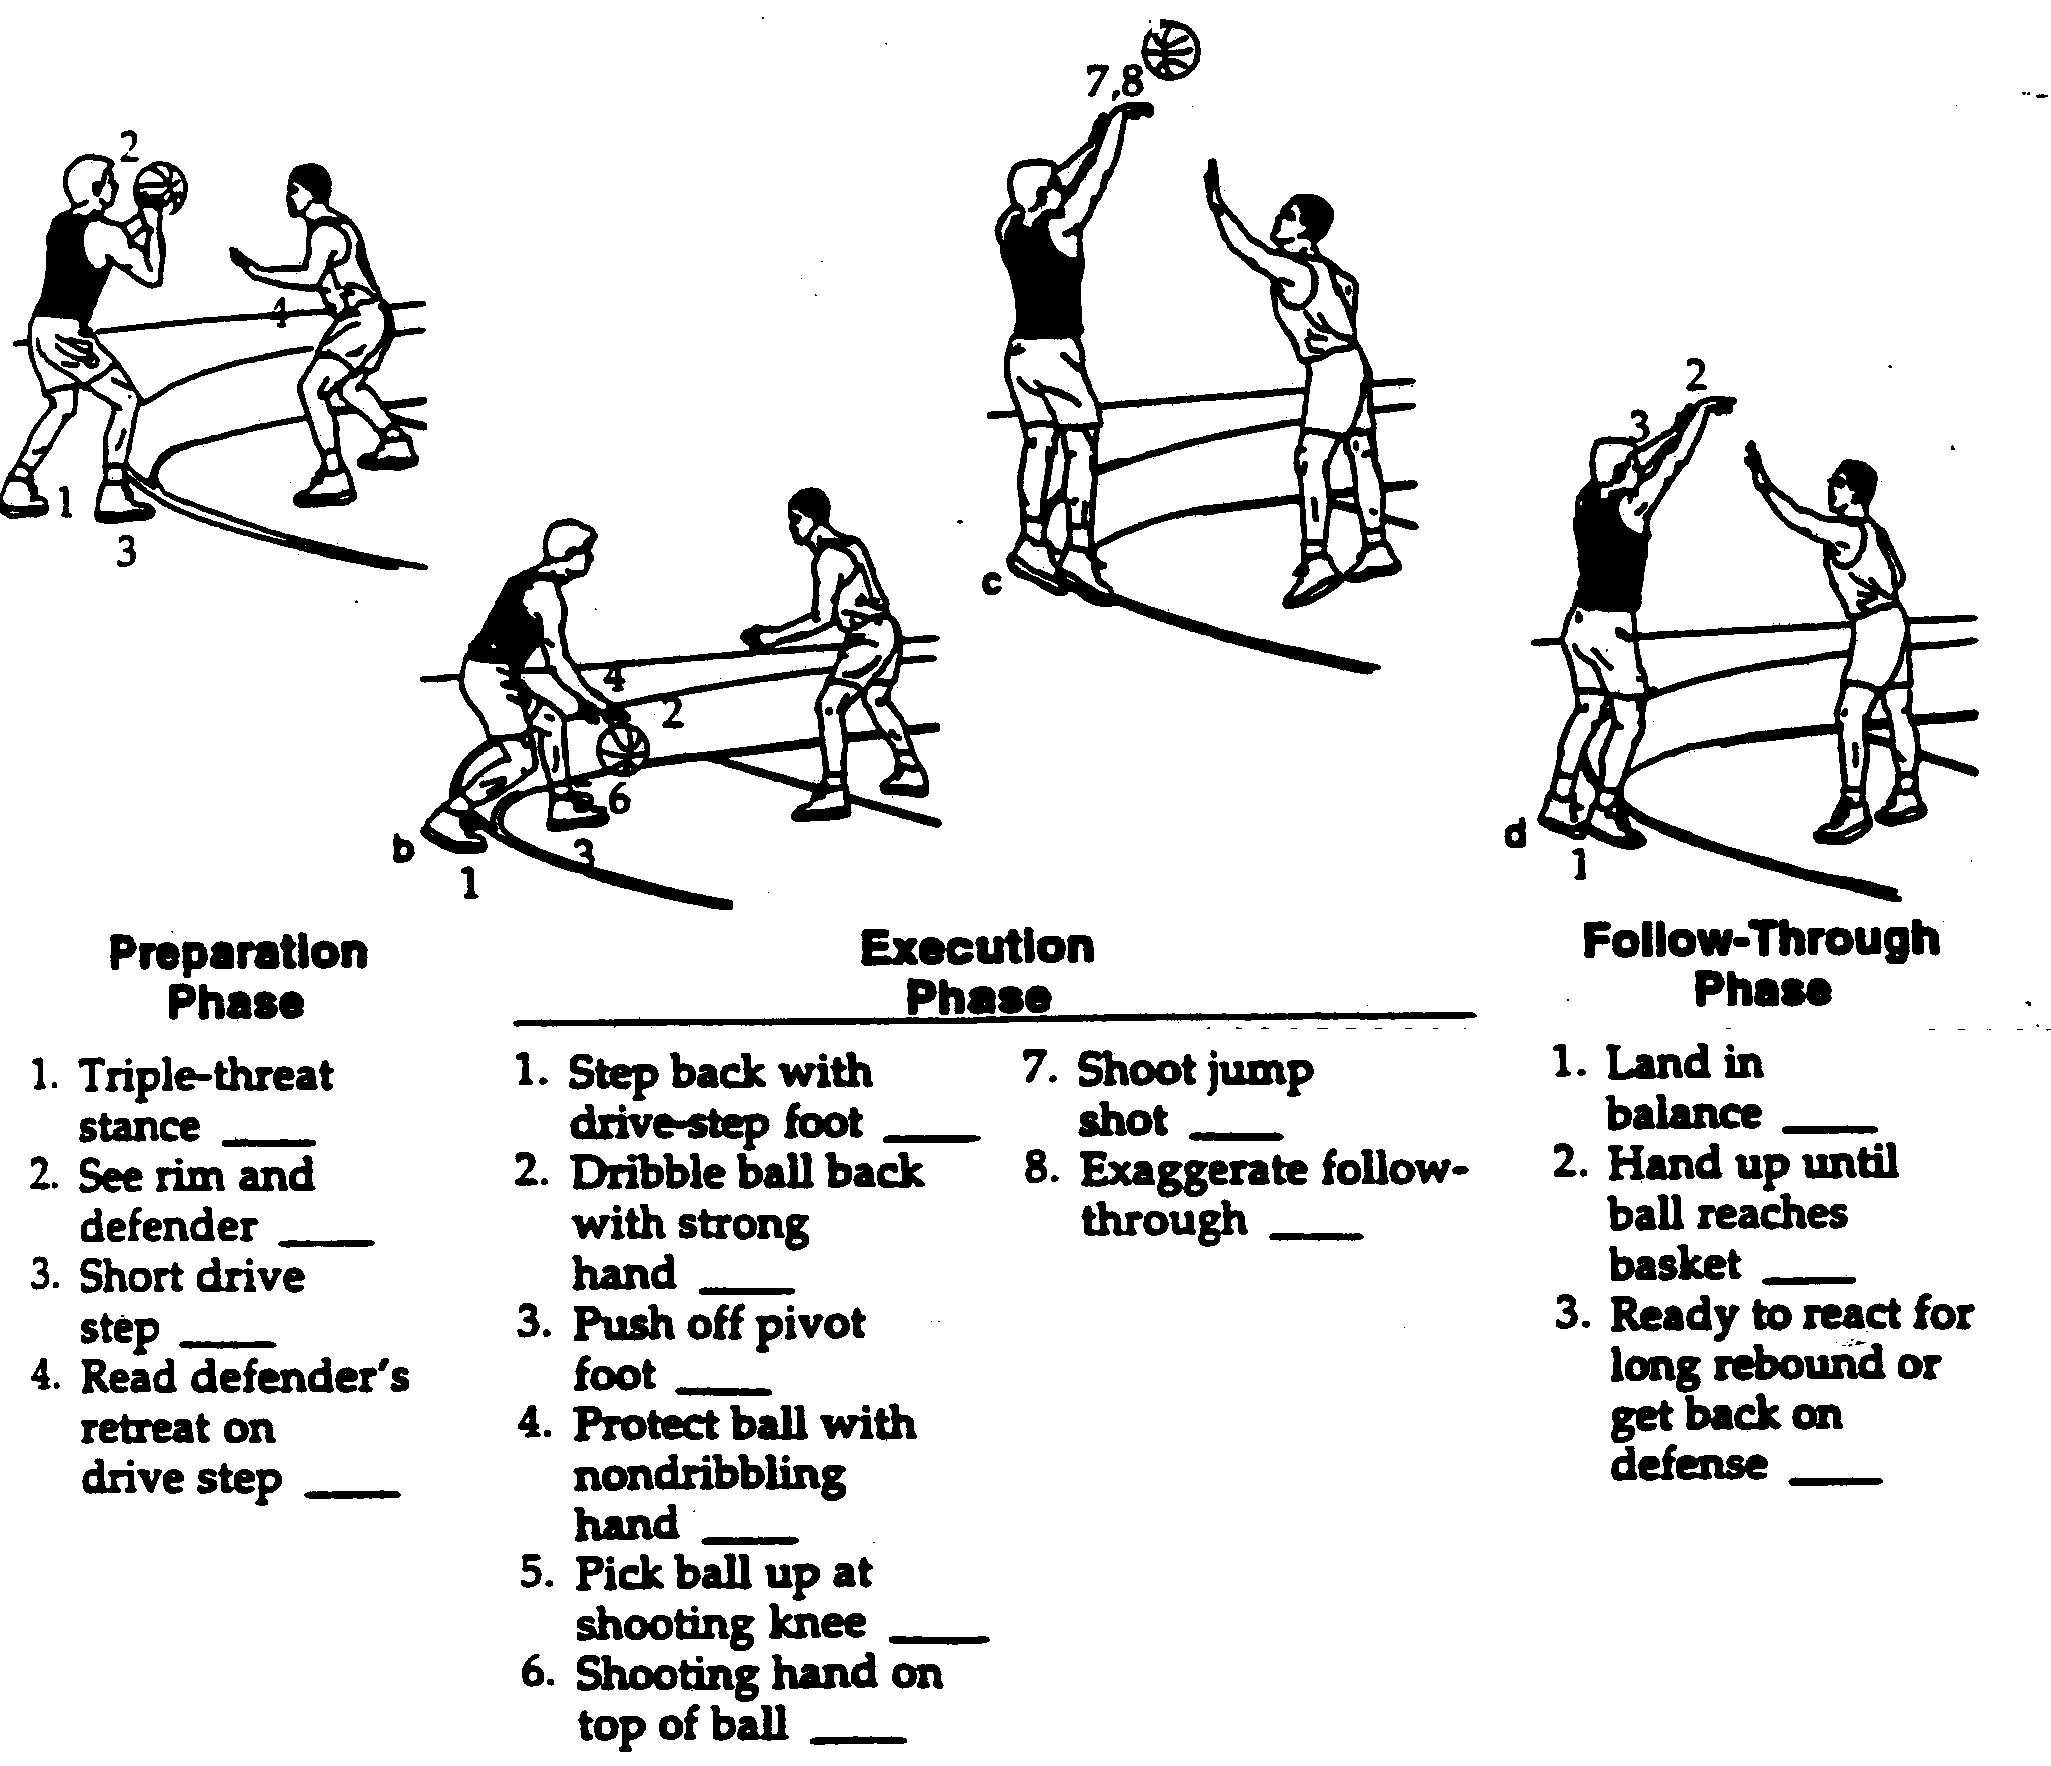 2
4
1
3
4
2
6
3
b
1
7,8
c
2
3
d
1
Preparation
Phase
1. Triple-threat
stance ____
2. See rim and
defender ____
3. Short drive
step ____
4. Read defender's
retreat on
drive step ____
Execution
Phase
1. Step back with
drive-step foot ____
2. Dribble ball back
with strong
hand ____
3. Push off pivot
foot ____
4. Protect ball with
nondribbling
hand ____
5. Pick ball up at
shooting knee ____
6. Shooting hand on
top of ball ____
7. Shoot jump
shot ____
8. Exaggerate follow-
through ____
Follow-Through
Phase
1. Land in
balance ____
2. Hand up until
ball reaches
basket ____
3. Ready to react for
long rebound or
get back on
defense ____